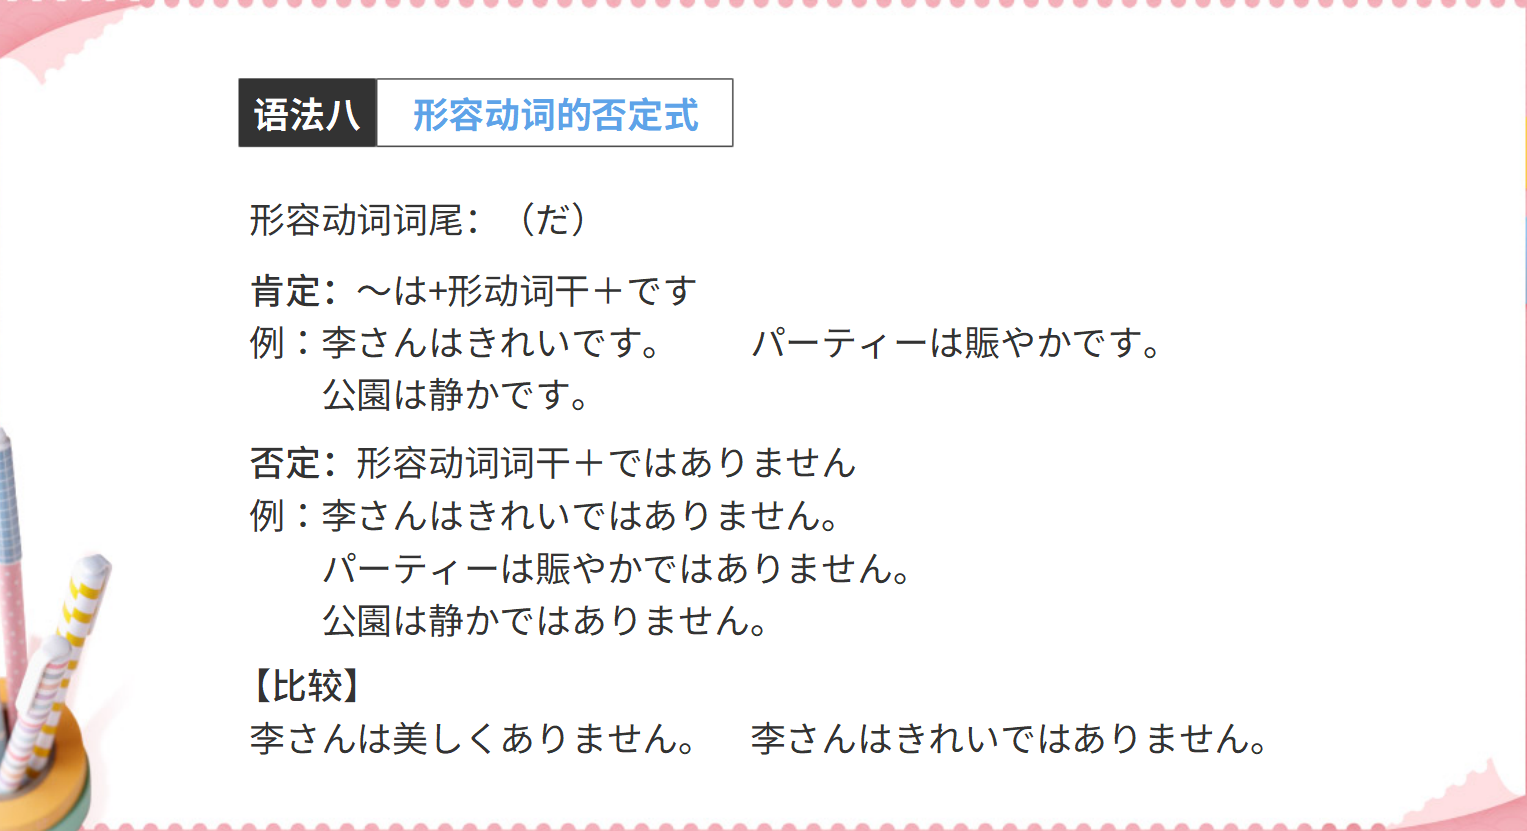 语法八 形容动词的否定式
形容动词词尾：（だ）
肯定：～は+形动词干＋です
例：李さんはきれいです。 パーティーは賑やかです。
公園は静かです。
否定：形容动词词干＋ではありません
例：李さんはきれいではありません。
パーティーは賑やかではありません。
公園は静かではありません。
【比较】
李さんは美しくありません。 李さんはきれいではありません。